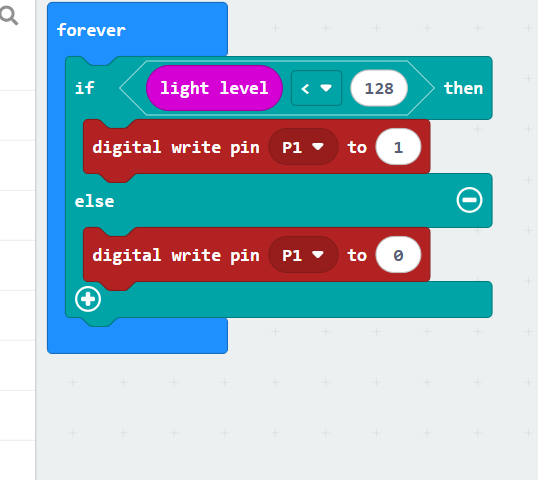 forever
if light level < 128 then
digital write pin P1 to 1
else
digital write pin P1 to 0